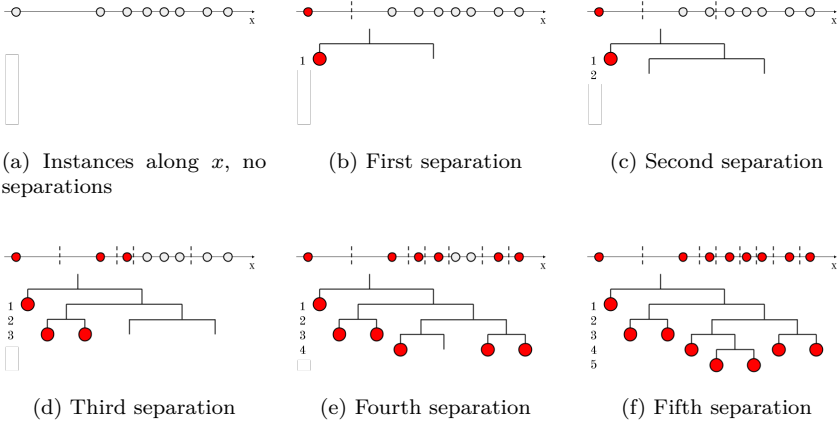 x
x
x
1
1
2
(a) Instances along x, no
separations
(b) First separation
(c) Second separation
x
x
x
1
2
3
1
2
3
4
1
2
3
4
5
(d) Third separation
(e) Fourth separation
(f) Fifth separation